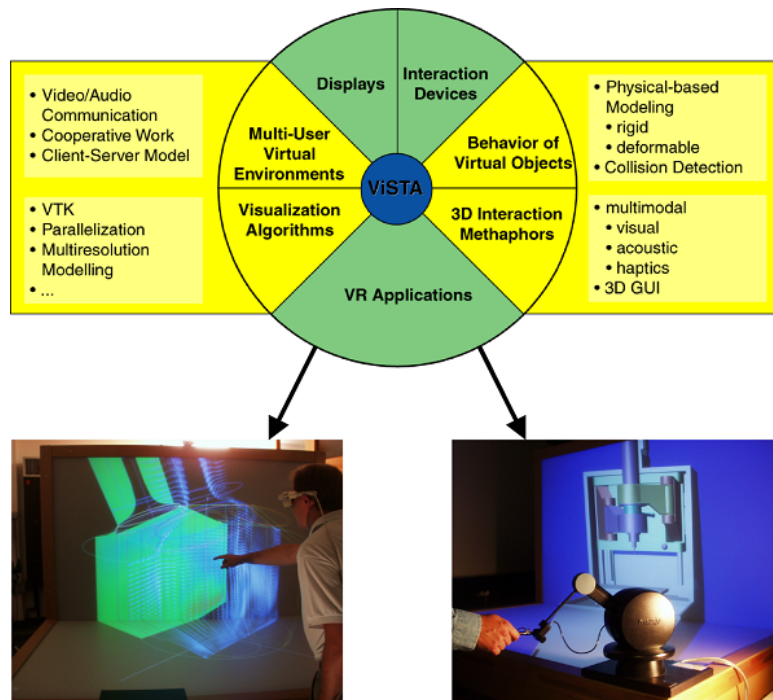 Displays
Interaction
Devices
• Video/Audio
Communication
• Cooperative Work
• Client-Server Model
Multi-User
Virtual
Environments
Behavior of
Virtual Objects
• Physical-based
Modeling
• rigid
• deformable
• Collision Detection
ViSTA
• VTK
• Parallelization
• Multiresolution
Modelling
• ...
Visualization
Algorithms
3D Interaction
Methaphors
• multimodal
• visual
• acoustic
• haptics
• 3D GUI
VR Applications